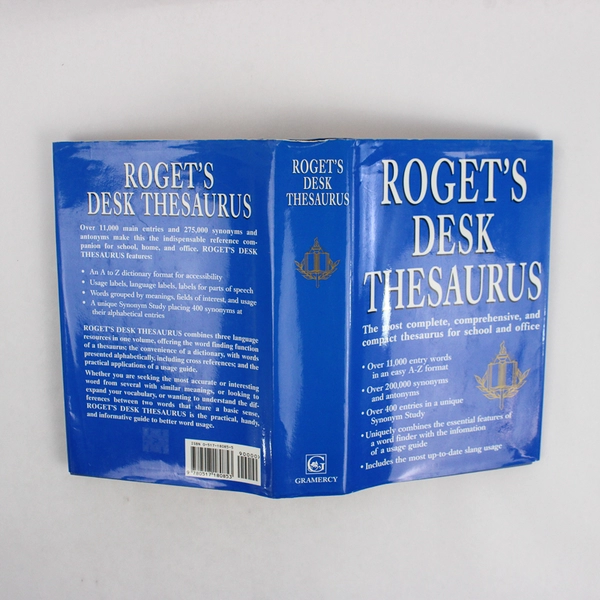 ROGET'S
DESK THESAURUS
Over 11,000 main entries and 275,000 synonyms and
antonyms make this the indispensable reference com-
panion for school, home, and office. ROGET'S DESK
THESAURUS features:
• An A to Z dictionary format for accessibility
• Usage labels, language labels, labels for parts of speech
• Words grouped by meanings, fields of interest, and usage
• A unique Synonym Study placing 400 synonyms at
their alphabetical entries
ROGET'S DESK THESAURUS combines three language
resources in one volume, offering the word finding function
of a thesaurus; the convenience of a dictionary, with words
presented alphabetically, including cross references; and the
practical applications of a usage guide.
Whether you are seeking the most accurate or interesting
word from several with similar meanings, or looking to
expand your vocabulary, or wanting to understand the dif-
ferences between two words that share a basic sense,
ROGET'S DESK THESAURUS is the practical, handy,
and informative guide to better word usage.
ISBN 0-517-18085-5
90000
9 780517 180853
ROGET'S
DESK
THESAURUS
G
GRAMERCY
ROGET'S
DESK
THESAURUS
The most complete, comprehensive, and
compact thesaurus for school and office
• Over 11,000 entry words
in an easy A-Z format
• Over 200,000 synonyms
and antonyms
• Over 400 entries in a unique
Synonym Study
• Uniquely combines the essential features of
a word finder with the infomation
of a usage guide
• Includes the most up-to-date slang usage